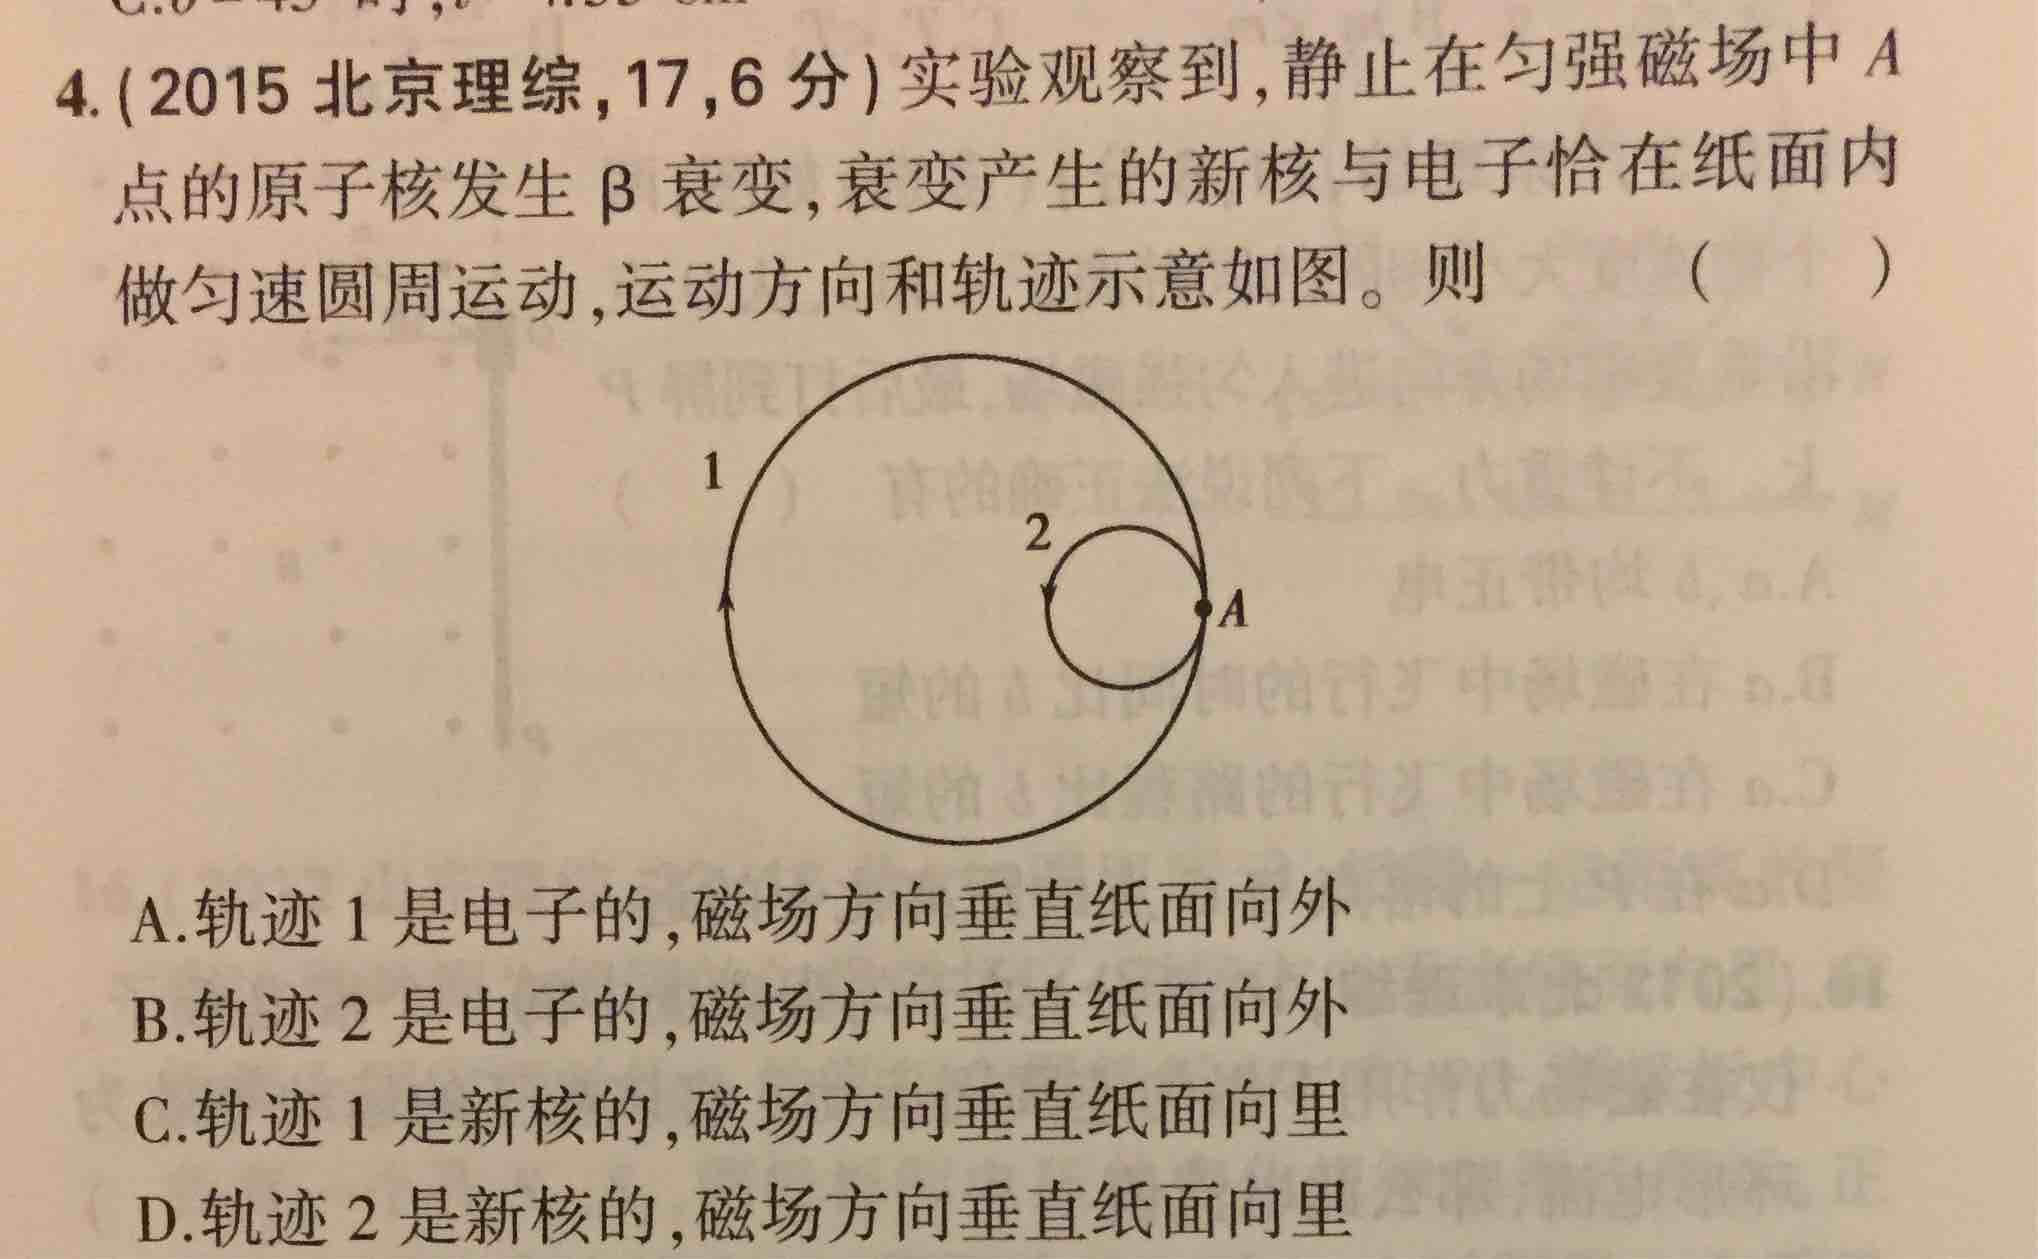 4.(2015 北京理综,17,6 分)实验观察到,静止在匀强磁场中 A
点的原子核发生 β 衰变,衰变产生的新核与电子恰在纸面内
做匀速圆周运动,运动方向和轨迹示意如图。则 (  )
1
2
A
A.轨迹 1 是电子的,磁场方向垂直纸面向外
B.轨迹 2 是电子的,磁场方向垂直纸面向外
C.轨迹 1 是新核的,磁场方向垂直纸面向里
D.轨迹 2 是新核的,磁场方向垂直纸面向里